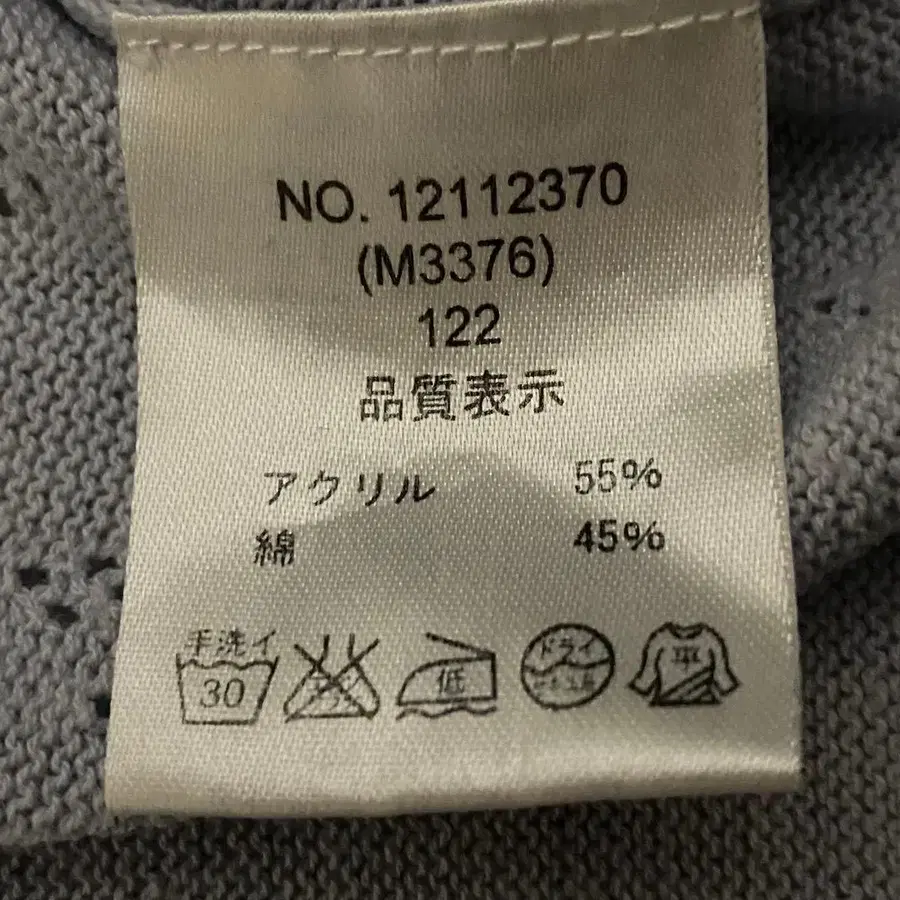 NO. 12112370
(M3376)
122
品質表示
アクリル 55%
綿 45%
手洗イ
30
低
ドライ
平